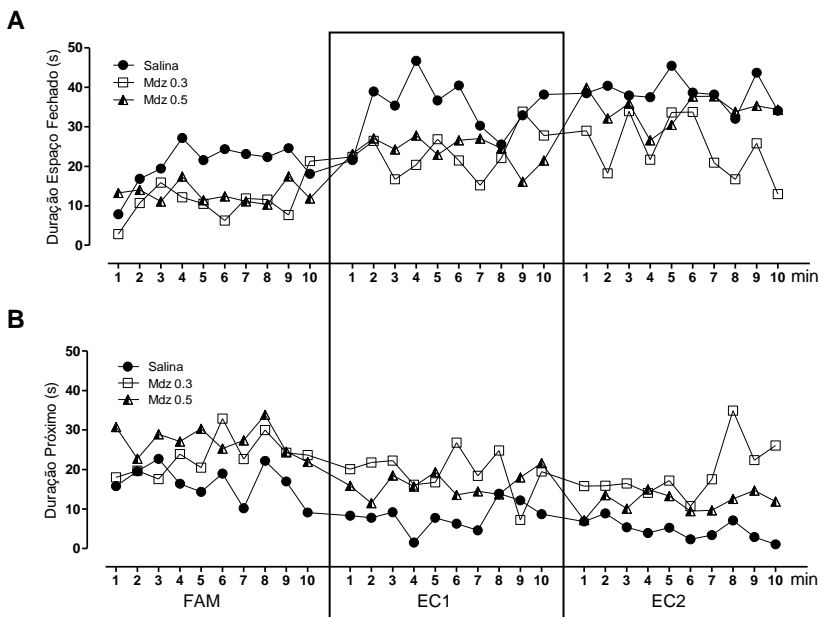 A
Duração Espaço Fechado (s)
50
40
30
20
10
0
Salina
Mdz 0.3
Mdz 0.5
1 2 3 4 5 6 7 8 9 10 1 2 3 4 5 6 7 8 9 10 1 2 3 4 5 6 7 8 9 10 min
B
Duração Próximo (s)
50
40
30
20
10
0
Salina
Mdz 0.3
Mdz 0.5
1 2 3 4 5 6 7 8 9 10 1 2 3 4 5 6 7 8 9 10 1 2 3 4 5 6 7 8 9 10 min
FAM EC1 EC2